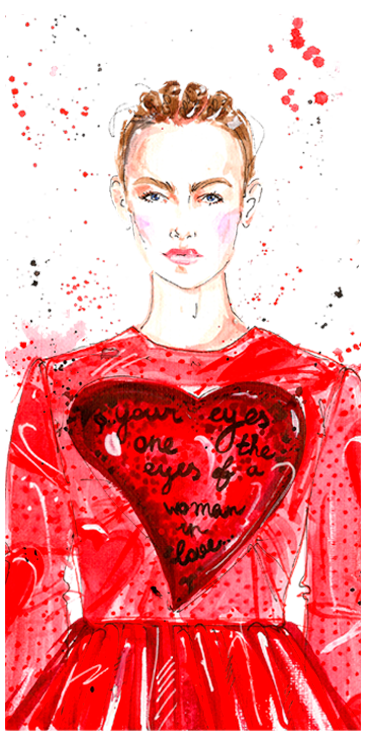 your eyes
are the
eyes of a
woman
in
love...